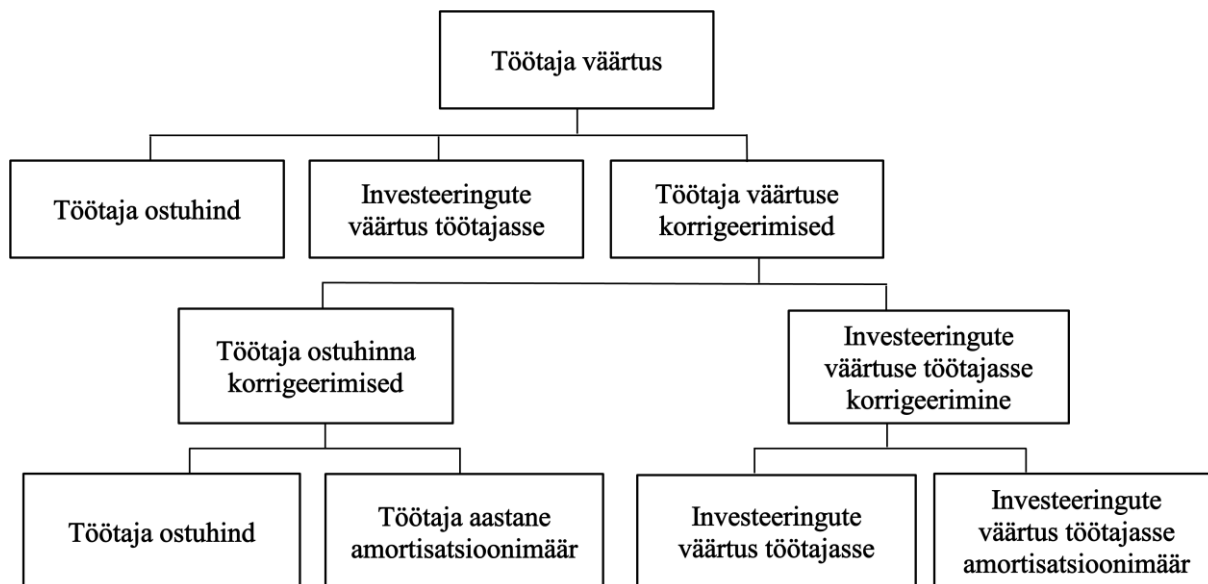 Töötaja väärtus
Töötaja ostuhind
Investeeringute
väärtus töötajasse
Töötaja väärtuse
korrigeerimised
Töötaja ostuhinna
korrigeerimised
Investeeringute
väärtuse töötajasse
korrigeerimine
Töötaja ostuhind
Töötaja aastane
amortisatsioonimäär
Investeeringute
väärtus töötajasse
Investeeringute
väärtus töötajasse
amortisatsioonimäär